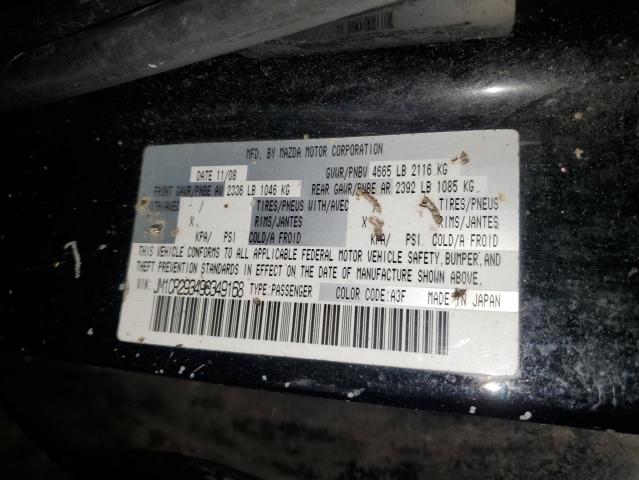 MFD. BY MAZDA MOTOR CORPORATION
DATE 11/08 GVWR/PNBV 4665 LB 2116 KG
FRONT GAWR/PNBE AV 2336 LB 1046 KG REAR GAWR/PNBE AR 2392 LB 1085 KG
WITH/AVEC - / TIRES/PNEUS WITH/AVEC / TIRES/PNEUS
X RIMS/JANTES X RIMS/JANTES
KPA/ PSI COLD/A FROID KPA/ PSI COLD/A FROID
THIS VEHICLE CONFORMS TO ALL APPLICABLE FEDERAL MOTOR VEHICLE SAFETY, BUMPER, AND
THEFT PREVENTION STANDARDS IN EFFECT ON THE DATE OF MANUFACTURE SHOWN ABOVE.
VIN: JM1CR293496349168 TYPE:PASSENGER COLOR CODE:A3F MADE IN JAPAN